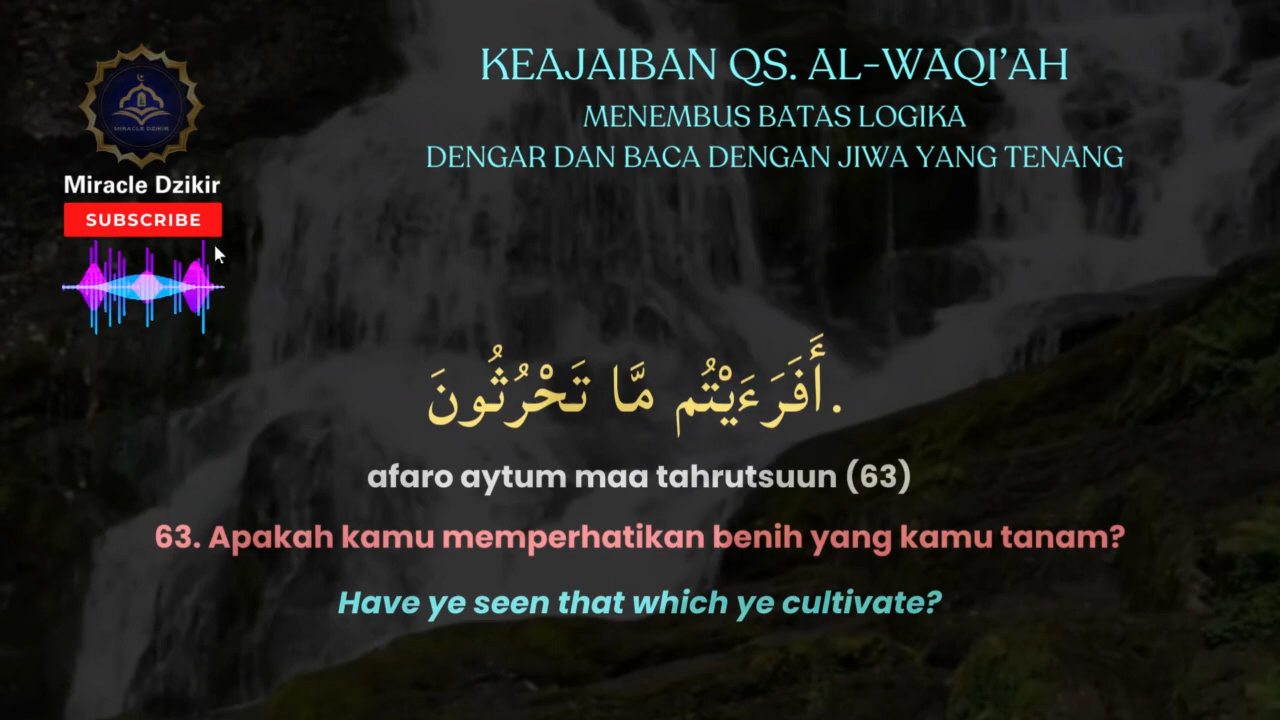 KEAJAIBAN QS. AL-WAQI'AH
MENEMBUS BATAS LOGIKA
DENGAR DAN BACA DENGAN JIWA YANG TENANG
MIRACLE DZIKIR
Miracle Dzikir
SUBSCRIBE
.أَفَرَءَيْتُم مَّا تَحْرُثُونَ
afaro aytum maa tahrutsuun (63)
63. Apakah kamu memperhatikan benih yang kamu tanam?
Have ye seen that which ye cultivate?